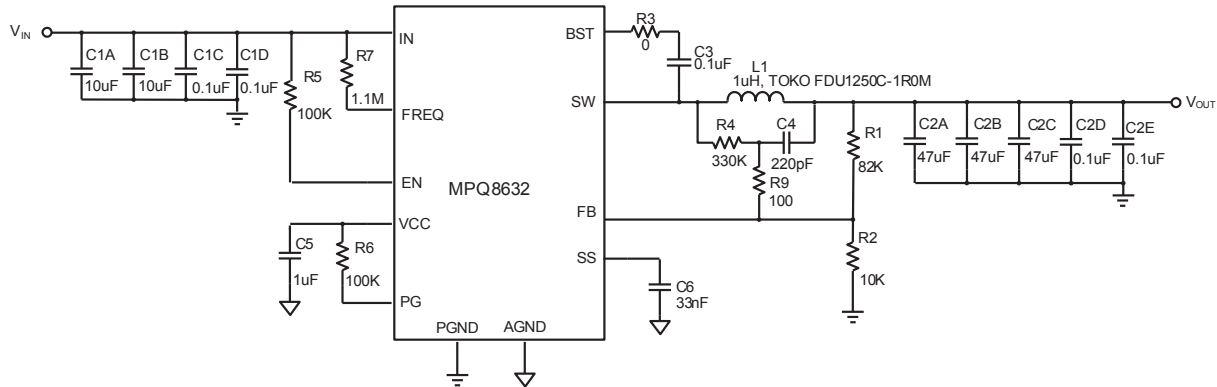 VIN
C1A
10uF
C1B
10uF
C1C
0.1uF
C1D
0.1uF
R5
100K
R7
1.1M
IN
FREQ
EN
VCC
PG
C5
1uF
R6
100K
MPQ8632
PGND
AGND
BST
SW
FB
SS
R3
0
C3
0.1uF
L1
1uH, TOKO FDU1250C-1R0M
R4
330K
C4
220pF
R9
100
R1
82K
R2
10K
C6
33nF
C2A
47uF
C2B
47uF
C2C
47uF
C2D
0.1uF
C2E
0.1uF
VOUT